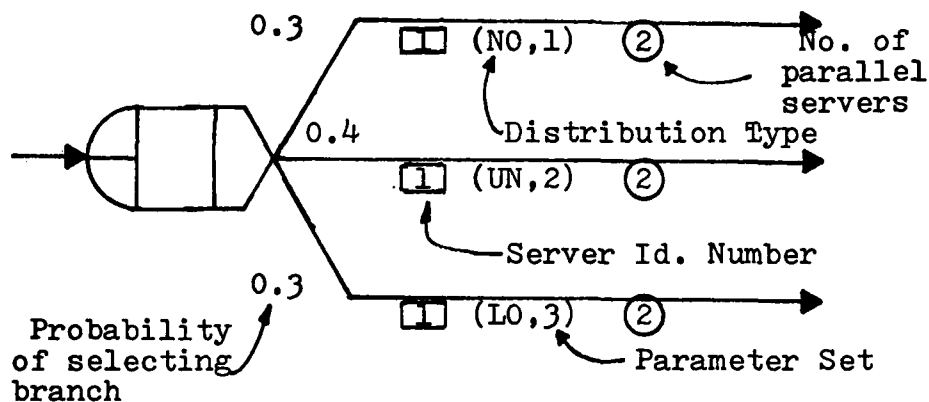 0.3
1 (NO,1) 2
No. of
parallel
servers
Distribution Type
0.4
1 (UN,2) 2
Server Id. Number
0.3
1 (LO,3) 2
Parameter Set
Probability
of selecting
branch